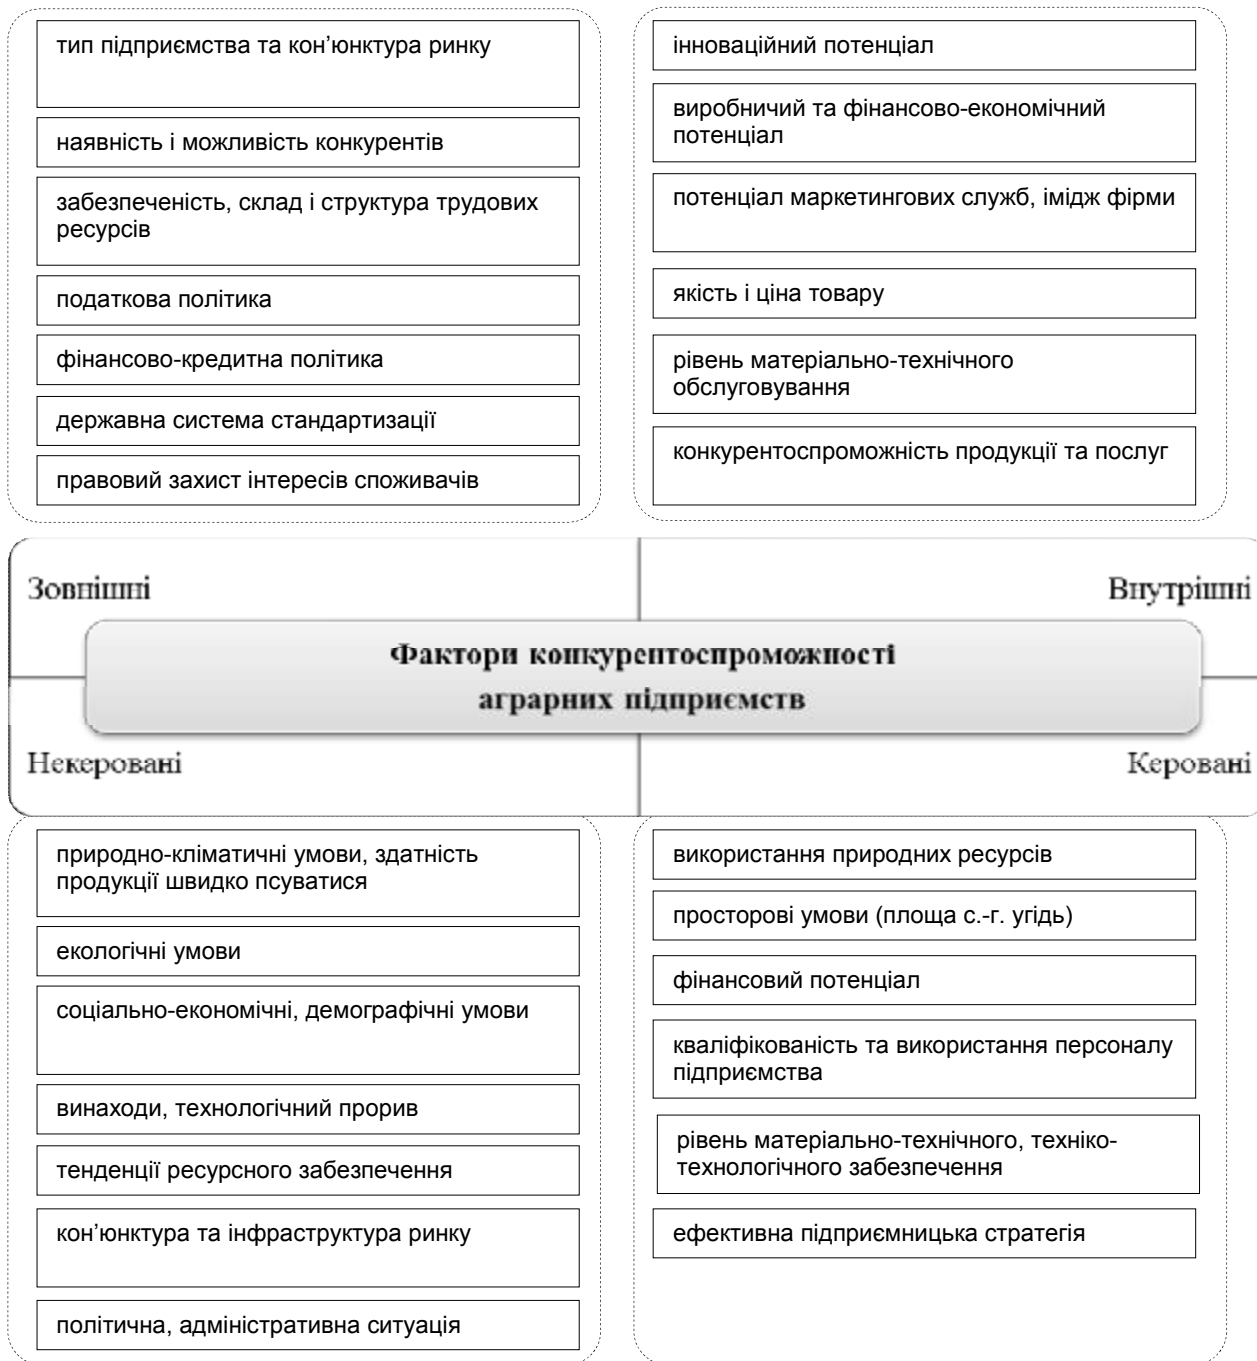 тип підприємства та кон’юнктура ринку
наявність і можливість конкурентів
забезпеченість, склад і структура трудових
ресурсів
податкова політика
фінансово-кредитна політика
державна система стандартизації
правовий захист інтересів споживачів
інноваційний потенціал
виробничий та фінансово-економічний
потенціал
потенціал маркетингових служб, імідж фірми
якість і ціна товару
рівень матеріально-технічного
обслуговування
конкурентоспроможність продукції та послуг
Зовнішні
Внутрішні
Фактори конкурентоспроможності
аграрних підприємств
Некеровані
Керовані
природно-кліматичні умови, здатність
продукції швидко псуватися
екологічні умови
соціально-економічні, демографічні умови
винаходи, технологічний прорив
тенденції ресурсного забезпечення
кон’юнктура та інфраструктура ринку
політична, адміністративна ситуація
використання природних ресурсів
просторові умови (площа с.-г. угідь)
фінансовий потенціал
кваліфікованість та використання персоналу
підприємства
рівень матеріально-технічного, техніко-
технологічного забезпечення
ефективна підприємницька стратегія